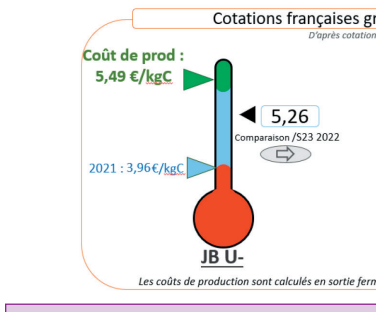 Cotations françaises gr
D'après cotation
Coût de prod :
5,49 €/kgC
5,26
Comparaison /S23 2022
2021 : 3,96€/kgC
JB U-
Les coûts de production sont calculés en sortie ferm